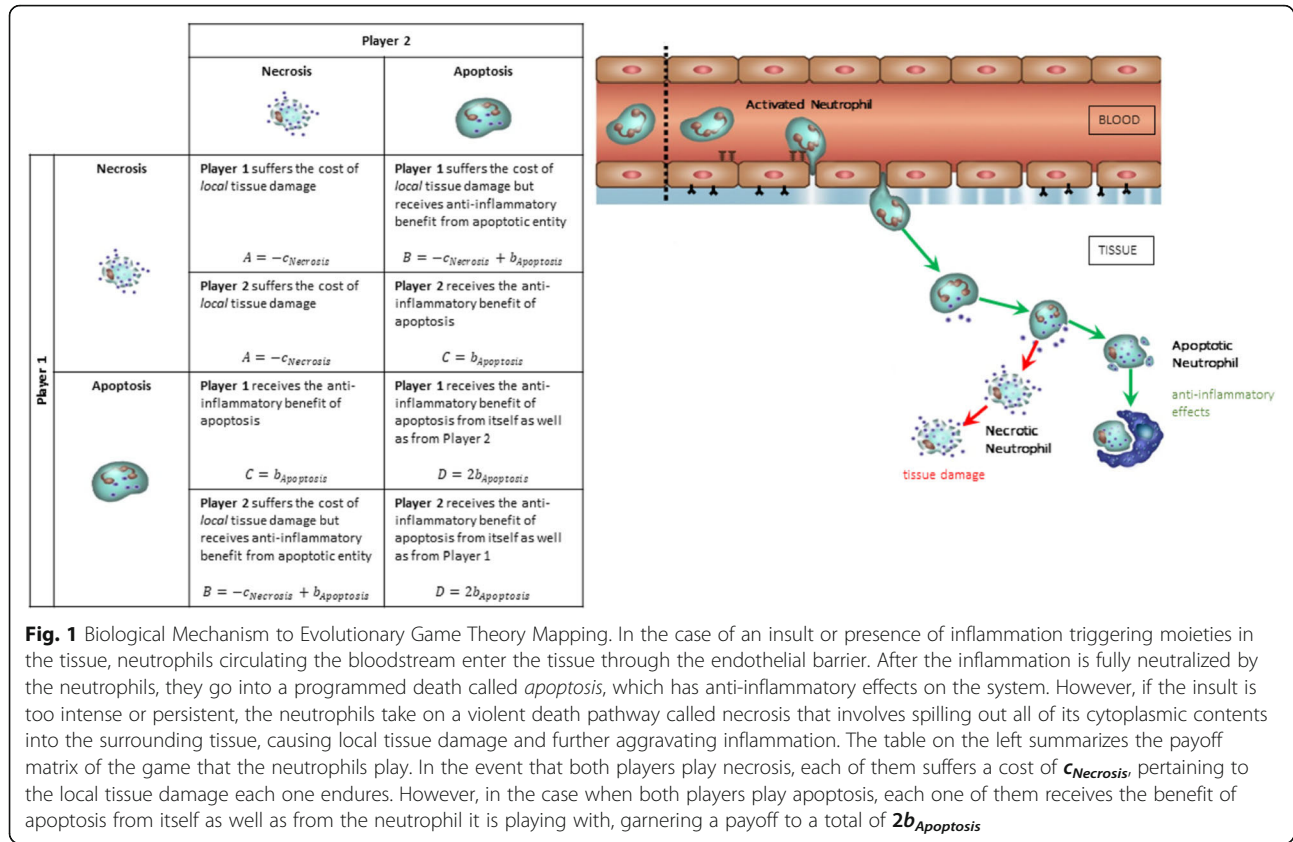 Player 2
Necrosis
Apoptosis
Player 1
Necrosis
Player 1 suffers the cost of
local tissue damage
A = −c_Necrosis
Player 1 suffers the cost of
local tissue damage but
receives anti-inflammatory
benefit from apoptotic entity
B = −c_Necrosis + b_Apoptosis
Player 2 suffers the cost of
local tissue damage
A = −c_Necrosis
Player 2 receives the anti-
inflammatory benefit of
apoptosis
C = b_Apoptosis
Apoptosis
Player 1 receives the anti-
inflammatory benefit of
apoptosis
C = b_Apoptosis
Player 1 receives the anti-
inflammatory benefit of
apoptosis from itself as well
as from Player 2
D = 2b_Apoptosis
Player 2 suffers the cost of
local tissue damage but
receives anti-inflammatory
benefit from apoptotic entity
B = −c_Necrosis + b_Apoptosis
Player 2 receives the anti-
inflammatory benefit of
apoptosis from itself as well
as from Player 1
D = 2b_Apoptosis
Activated Neutrophil
BLOOD
TISSUE
Apoptotic
Neutrophil
anti-inflammatory
effects
Necrotic
Neutrophil
tissue damage
Fig. 1 Biological Mechanism to Evolutionary Game Theory Mapping. In the case of an insult or presence of inflammation triggering moieties in
the tissue, neutrophils circulating the bloodstream enter the tissue through the endothelial barrier. After the inflammation is fully neutralized by
the neutrophils, they go into a programmed death called apoptosis, which has anti-inflammatory effects on the system. However, if the insult is
too intense or persistent, the neutrophils take on a violent death pathway called necrosis that involves spilling out all of its cytoplasmic contents
into the surrounding tissue, causing local tissue damage and further aggravating inflammation. The table on the left summarizes the payoff
matrix of the game that the neutrophils play. In the event that both players play necrosis, each of them suffers a cost of c_Necrosis, pertaining to
the local tissue damage each one endures. However, in the case when both players play apoptosis, each one of them receives the benefit of
apoptosis from itself as well as from the neutrophil it is playing with, garnering a payoff to a total of 2b_Apoptosis